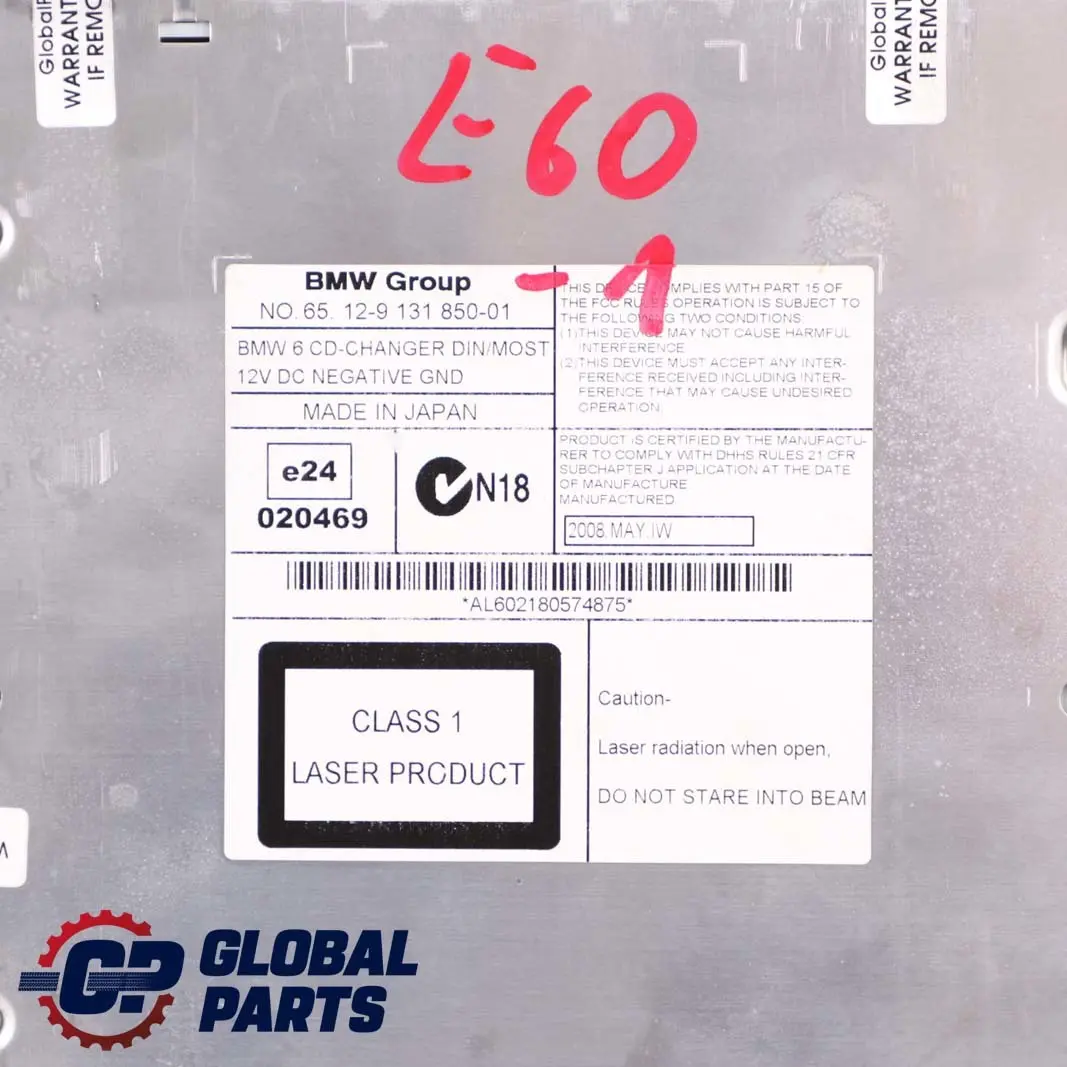 GlobalP
WARRANT
IF REMO
Global
WARRAN
IF REMO
E60
-1
BMW Group
NO. 65. 12-9 131 850-01
BMW 6 CD-CHANGER DIN/MOST
12V DC NEGATIVE GND
MADE IN JAPAN
e24
020469
N18
THIS DEVICE COMPLIES WITH PART 15 OF
THE FCC RULES OPERATION IS SUBJECT TO
THE FOLLOWING TWO CONDITIONS.
(1)THIS DEVICE MAY NOT CAUSE HARMFUL
INTERFERENCE
(2)THIS DEVICE MUST ACCEPT ANY INTER-
FERENCE RECEIVED INCLUDING INTER-
FERENCE THAT MAY CAUSE UNDESIRED
OPERATION.
PRODUCT IS CERTIFIED BY THE MANUFACTU-
RER TO COMPLY WITH DHHS RULES 21 CFR
SUBCHAPTER J APPLICATION AT THE DATE
OF MANUFACTURE
MANUFACTURED
2008.MAY.IW
*AL602180574875*
CLASS 1
LASER PRODUCT
Caution-
Laser radiation when open,
DO NOT STARE INTO BEAM
GP GLOBAL
PARTS